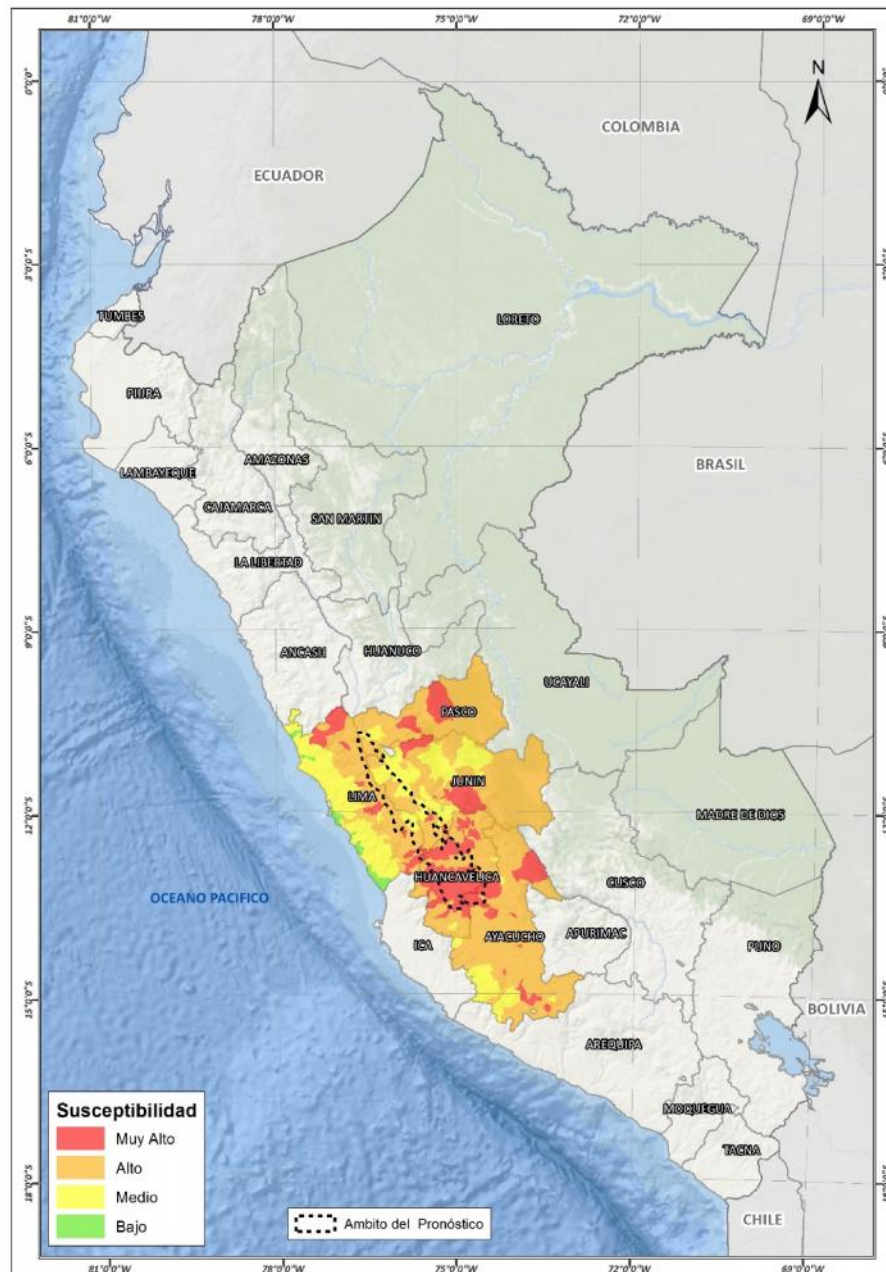 81°0'0"W
78°0'0"W
75°0'0"W
72°0'0"W
69°0'0"W
N
COLOMBIA
ECUADOR
TUMBES
LORETO
PIURA
AMAZONAS
LAMBAYEQUE
BRASIL
CAJAMARCA
SAN MARTIN
LA LIBERTAD
ANCASH
HUANUCO
UCAYALI
PASCO
JUNIN
LIMA
MADRE DE DIOS
HUANCAVELICA
CUSCO
OCEANO PACIFICO
AYACUCHO
APURIMAC
ICA
PUNO
BOLIVIA
AREQUIPA
MOQUEGUA
TACNA
CHILE
Susceptibilidad
Muy Alto
Alto
Medio
Bajo
Ambito del Pronóstico
81°0'0"W
78°0'0"W
75°0'0"W
72°0'0"W
69°0'0"W